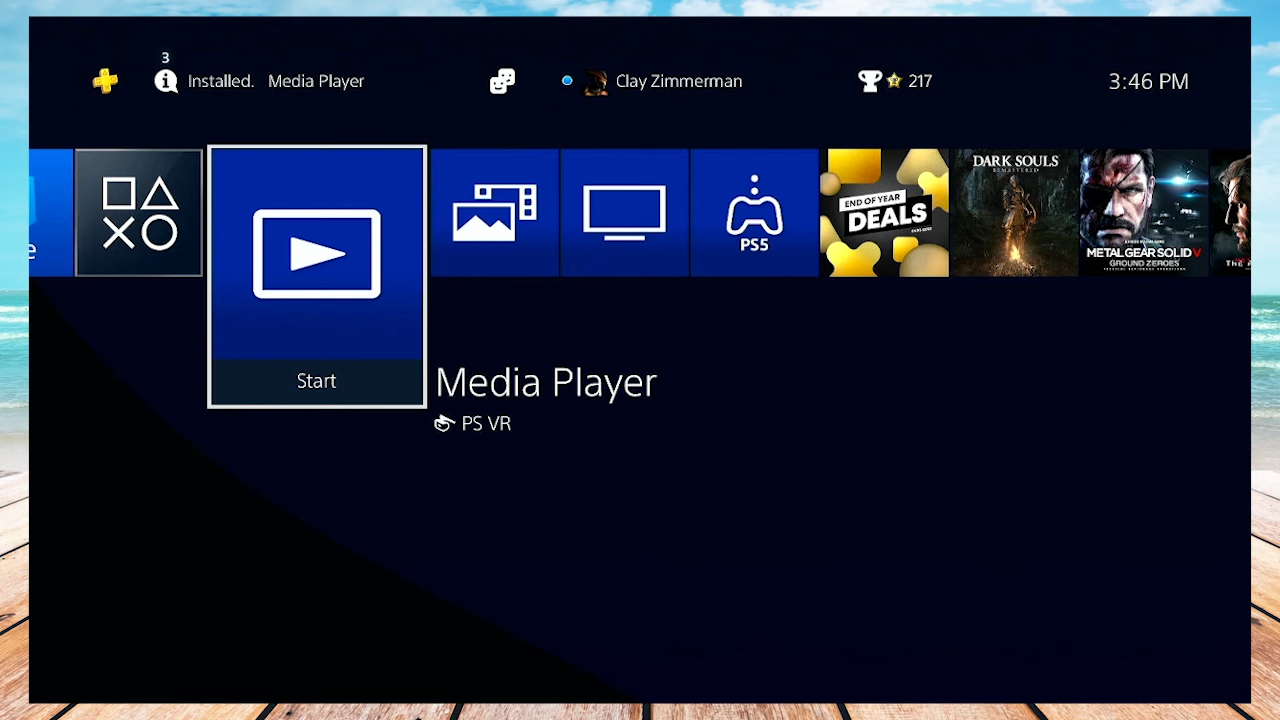 3
Installed. Media Player
Clay Zimmerman
217
3:46 PM
e
PS5
END OF YEAR
DEALS
DARK SOULS
REMASTERED
METAL GEAR SOLID V
GROUND ZEROES
Start
Media Player
PS VR